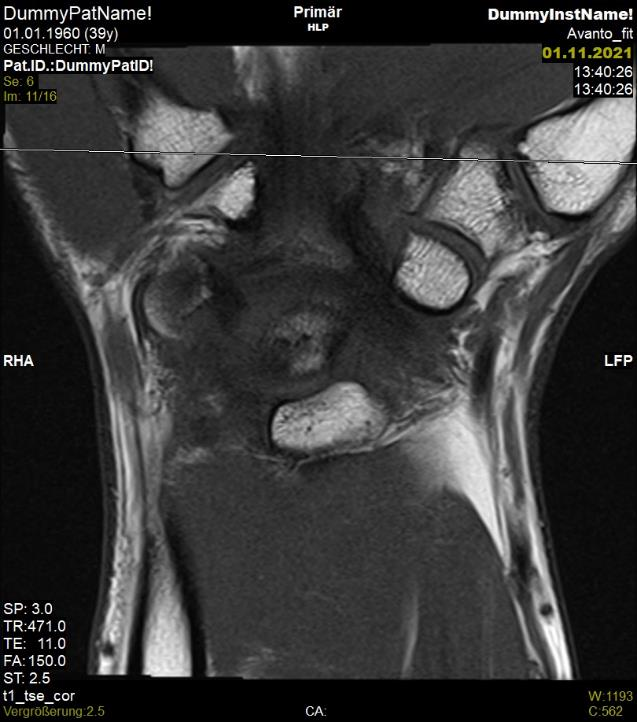 DummyPatName!
01.01.1960 (39y)
GESCHLECHT: M
Pat.ID.:DummyPatID!
Se: 6
Im: 11/16
Primär
HLP
DummyInstName!
Avanto_fit
01.11.2021
13:40:26
13:40:26
RHA
LFP
SP: 3.0
TR:471.0
TE: 11.0
FA:150.0
ST: 2.5
t1_tse_cor
Vergrößerung:2.5
CA:
W:1193
C:562